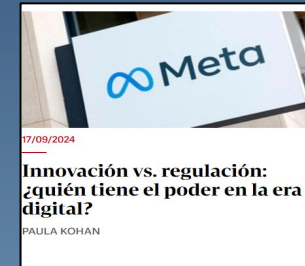 Meta
17/09/2024
Innovación vs. regulación:
¿quién tiene el poder en la era
digital?
PAULA KOHAN